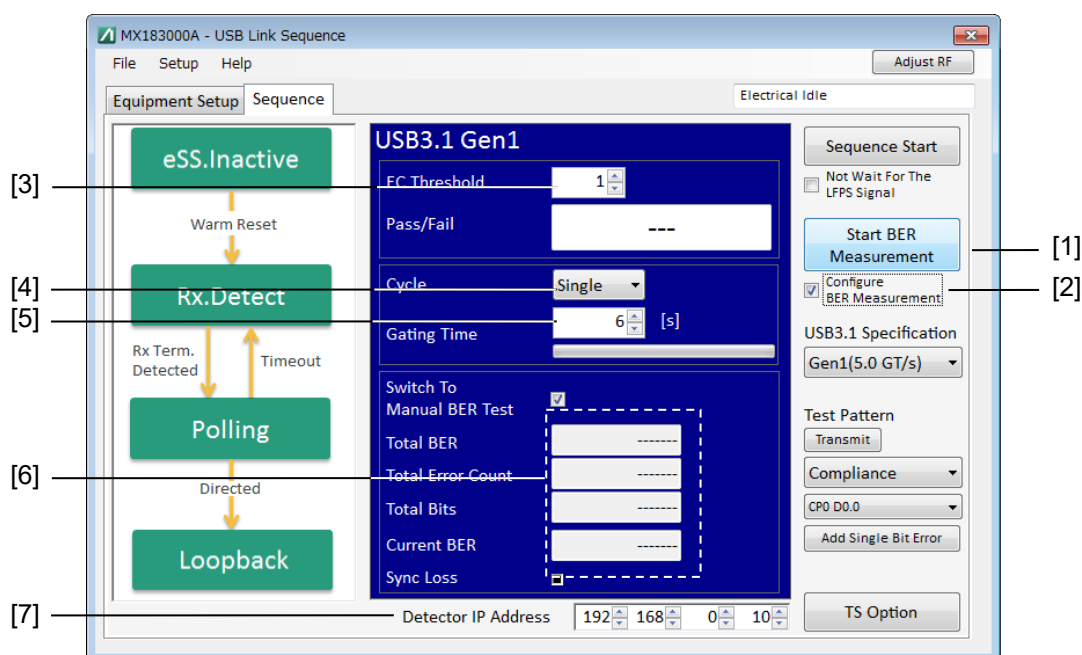 MX183000A - USB Link Sequence
File Setup Help
Adjust RF
Equipment Setup
Sequence
Electrical Idle
eSS.Inactive
Warm Reset
Rx.Detect
Rx Term.
Detected
Timeout
Polling
Directed
Loopback
USB3.1 Gen1
EC Threshold
1
Pass/Fail
---
Cycle
Single
Gating Time
6
[s]
Switch To
Manual BER Test
Total BER
-------
Total Error Count
-------
Total Bits
-------
Current BER
-------
Sync Loss
Detector IP Address
192 168 0 10
Sequence Start
Not Wait For The
LFPS Signal
Start BER
Measurement
Configure
BER Measurement
USB3.1 Specification
Gen1(5.0 GT/s)
Test Pattern
Transmit
Compliance
CP0 D0.0
Add Single Bit Error
TS Option
[3]
[4]
[5]
[6]
[7]
[1]
[2]